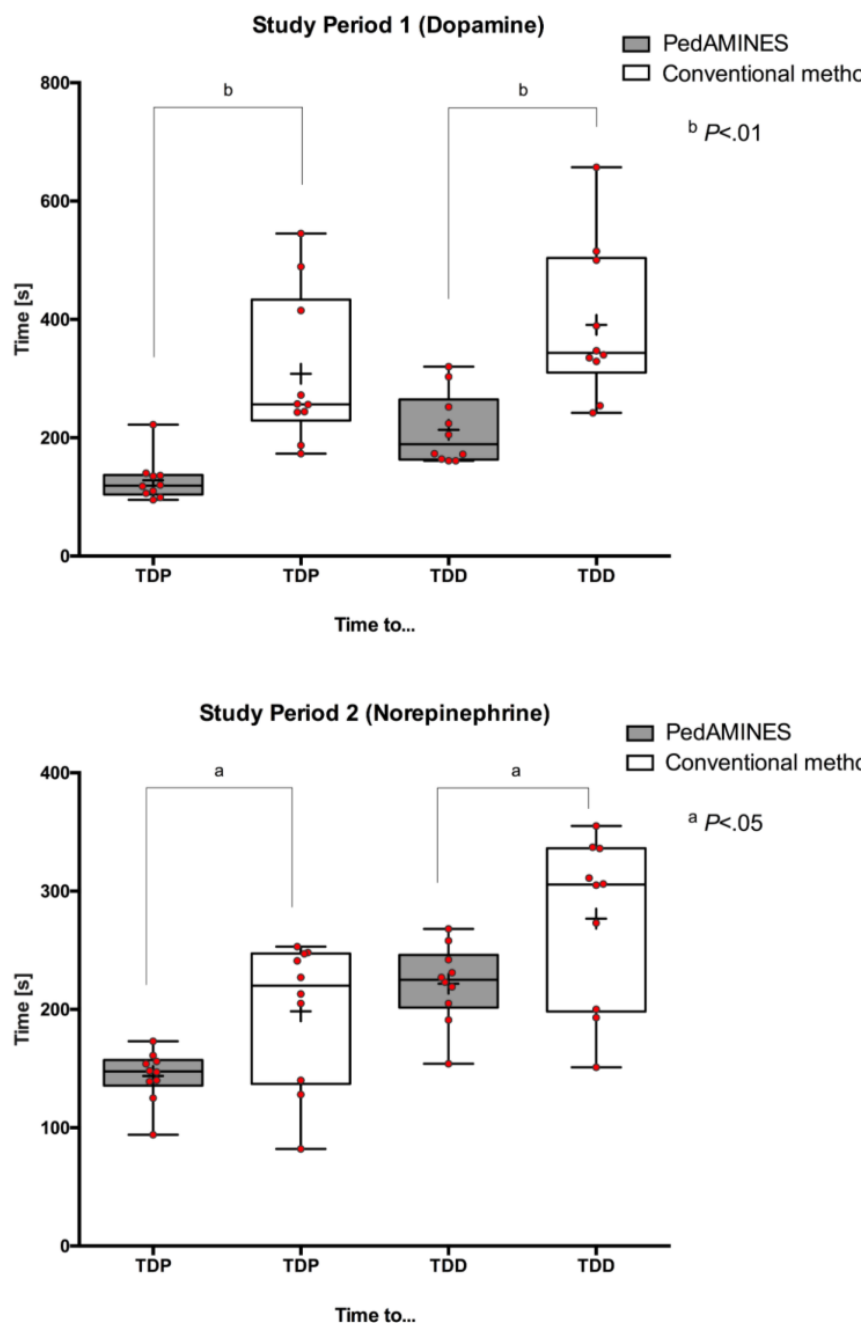 Study Period 1 (Dopamine)
PedAMINES
Conventional metho
b P<.01
b
b
Time [s]
800
600
400
200
0
TDP
TDP
TDD
TDD
Time to...
Study Period 2 (Norepinephrine)
PedAMINES
Conventional metho
a P<.05
a
a
Time [s]
400
300
200
100
0
TDP
TDP
TDD
TDD
Time to...